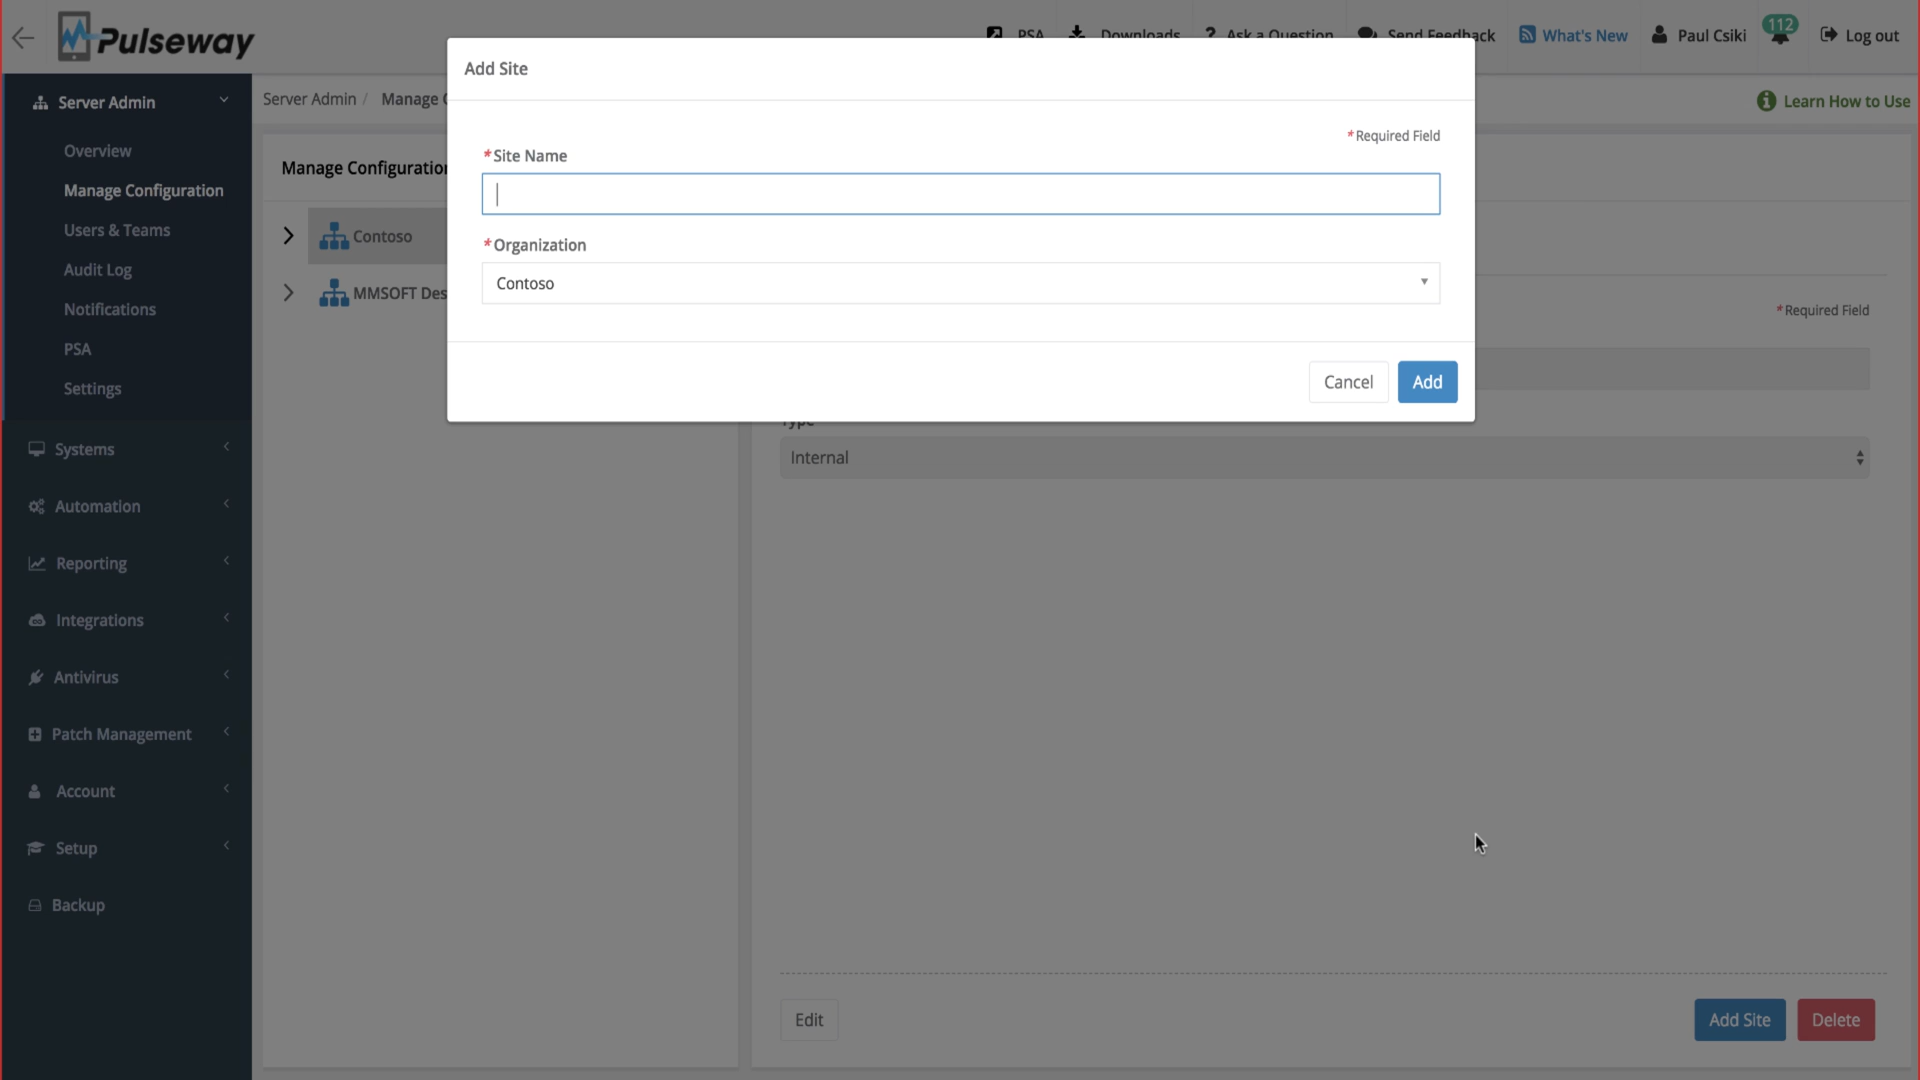 Pulseway
PSA
Downloads
? Ask a Question
Send Feedback
What's New
Paul Csiki
112
Log out
Add Site
Server Admin
Server Admin / Manage C
Learn How to Use
*Required Field
*Site Name
Overview
Manage Configuration
Manage Configuration
Users & Teams
Contoso
*Organization
Audit Log
Contoso
MMSOFT Des
Notifications
*Required Field
PSA
Settings
Cancel
Add
Type
Internal
Systems
Automation
Reporting
Integrations
Antivirus
Patch Management
Account
Setup
Backup
Edit
Add Site
Delete